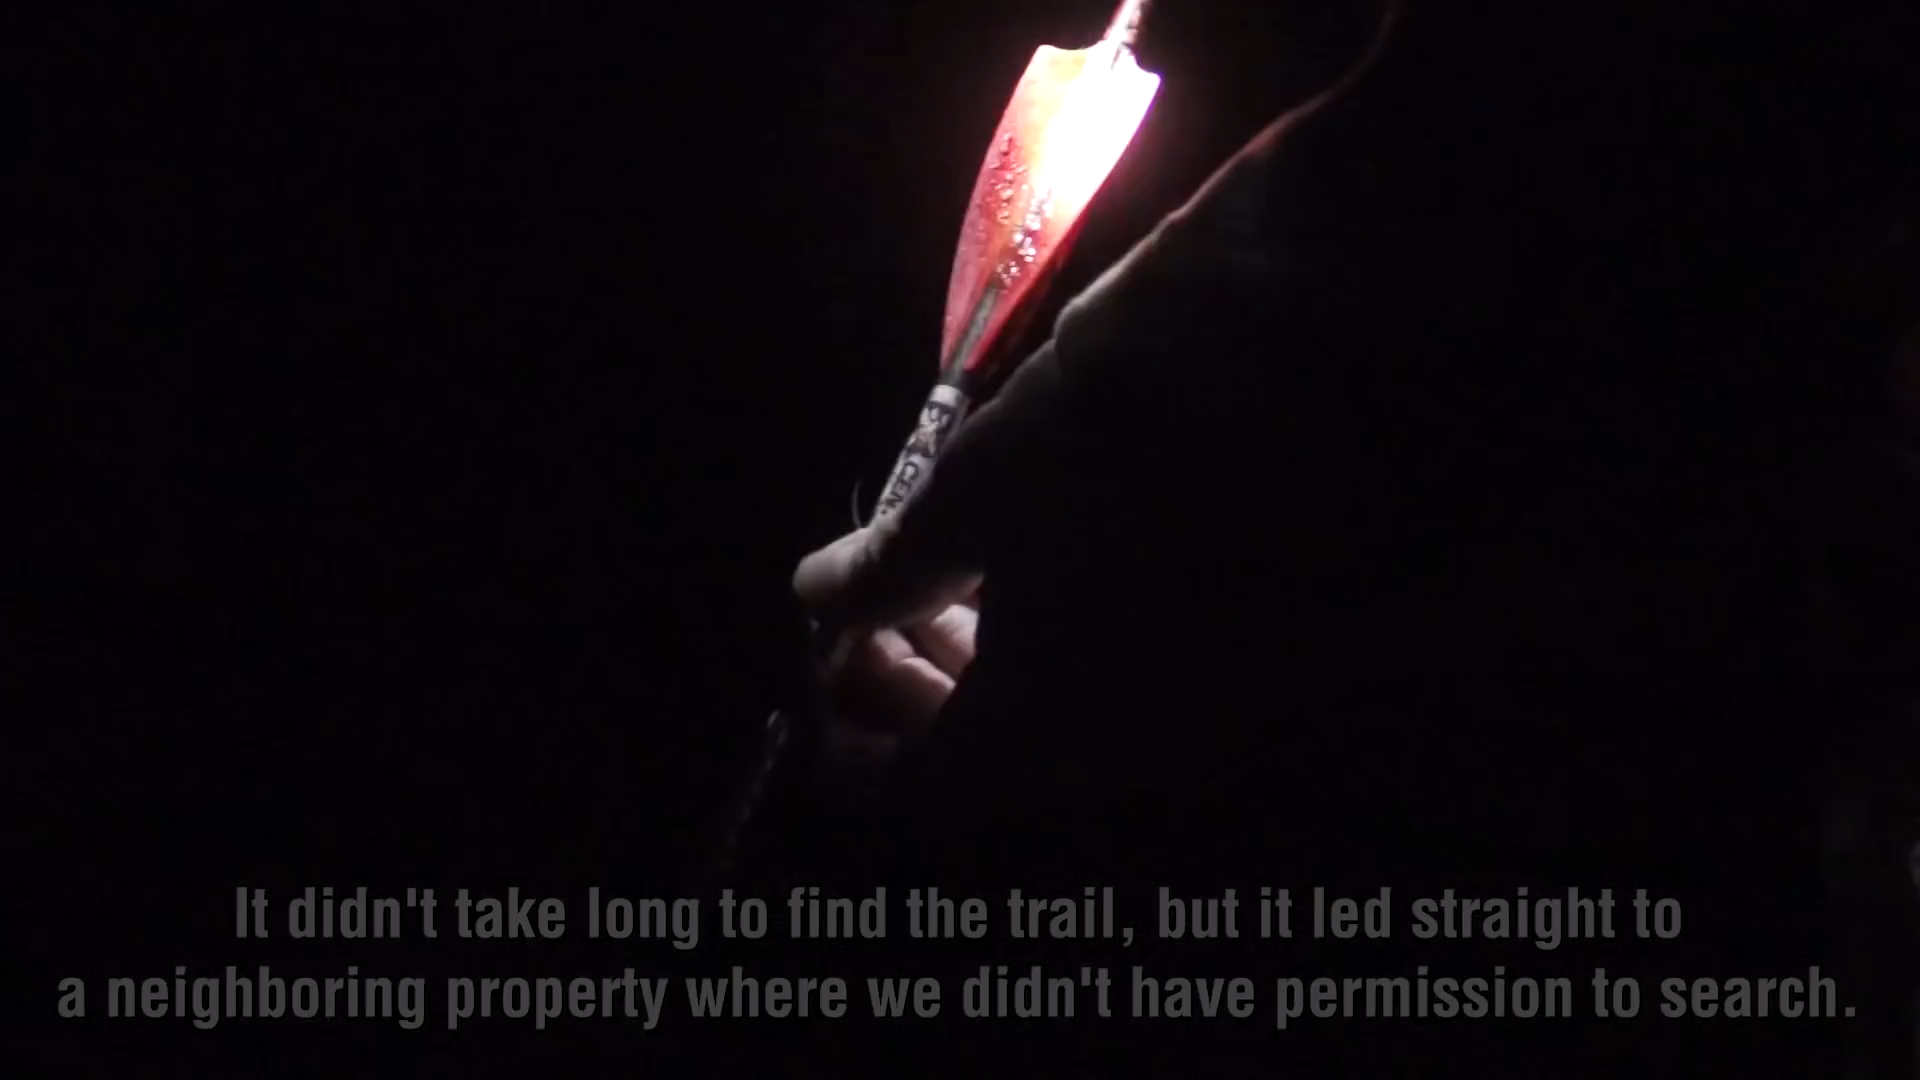 CEN.
It didn't take long to find the trail, but it led straight to
a neighboring property where we didn't have permission to search.